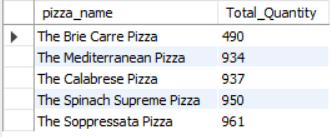 pizza_name Total_Quantity
The Brie Carre Pizza 490
The Mediterranean Pizza 934
The Calabrese Pizza 937
The Spinach Supreme Pizza 950
The Soppressata Pizza 961